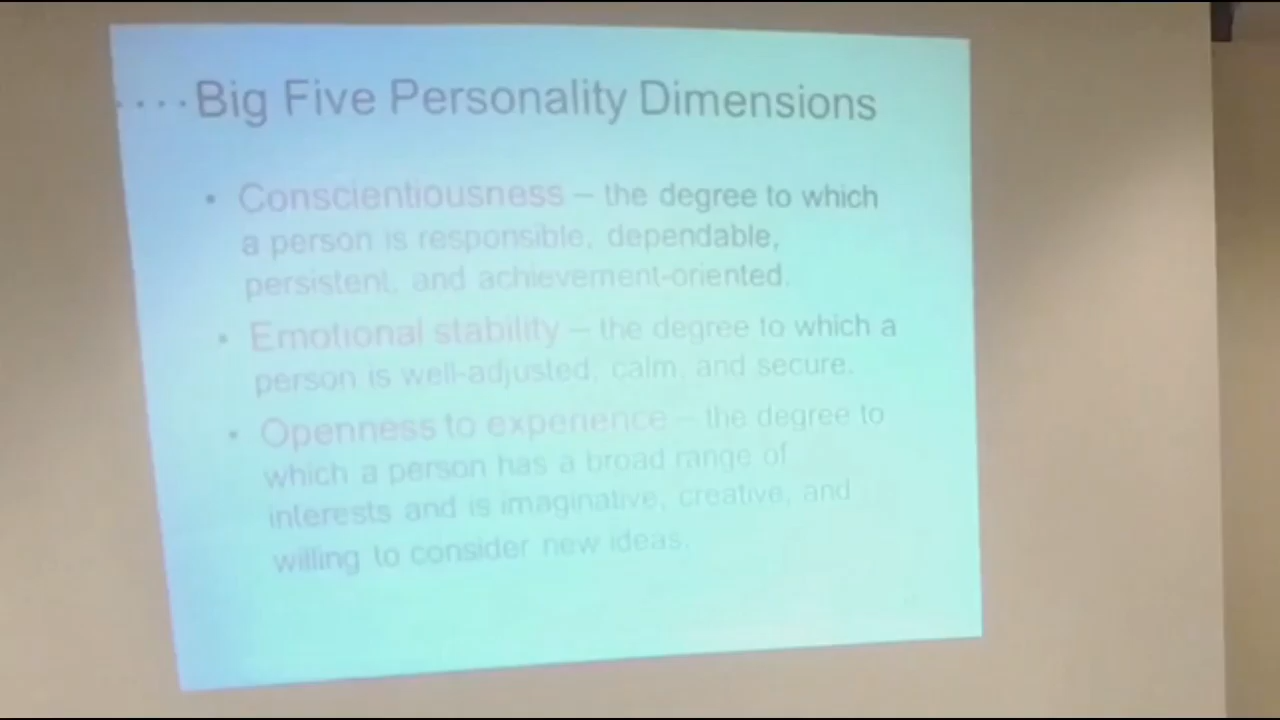 ....Big Five Personality Dimensions
• Conscientiousness – the degree to which
a person is responsible, dependable,
persistent, and achievement-oriented.
• Emotional stability – the degree to which a
person is well-adjusted, calm, and secure.
• Openness to experience – the degree to
which a person has a broad range of
interests and is imaginative, creative, and
willing to consider new ideas.